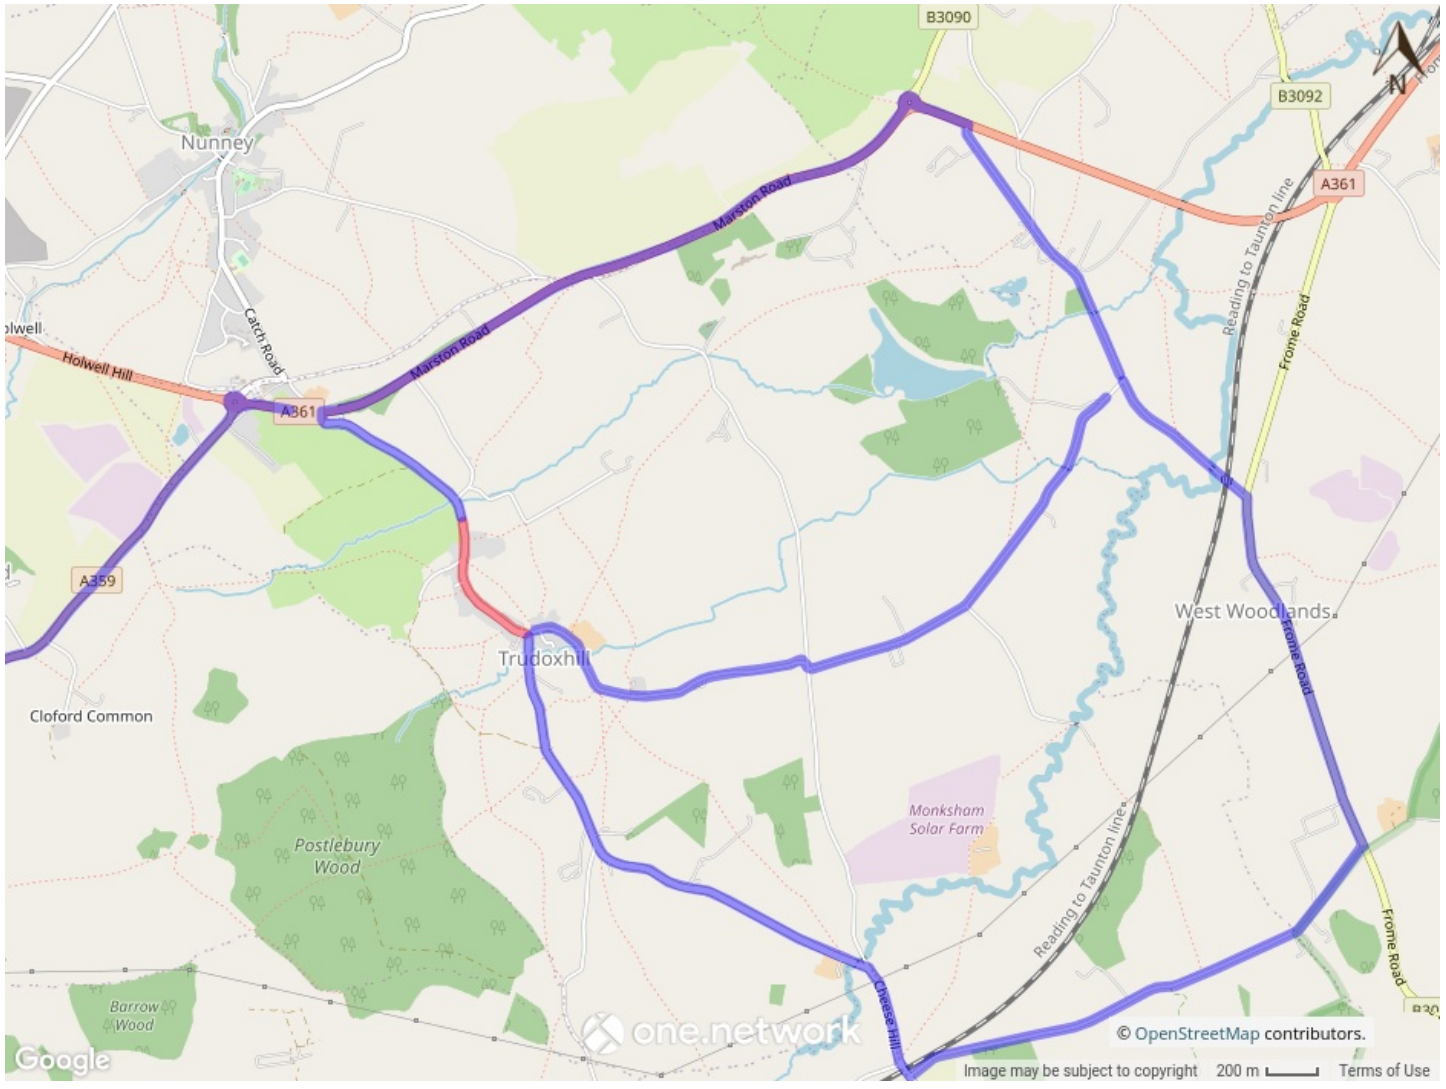 B3090
N
B3092
Nunney
A361
Marston Road
Reading to Taunton line
Frome Road
Catch Road
Holwell Hill
Marston Road
A361
A359
West Woodlands
Frome Road
Trudoxhill
Cloford Common
Monksham
Solar Farm
Postlebury
Wood
Reading to Taunton line
Frome Road
Barrow
Wood
Cheese Hill
one.network
© OpenStreetMap contributors.
Google
Image may be subject to copyright
200 m
Terms of Use